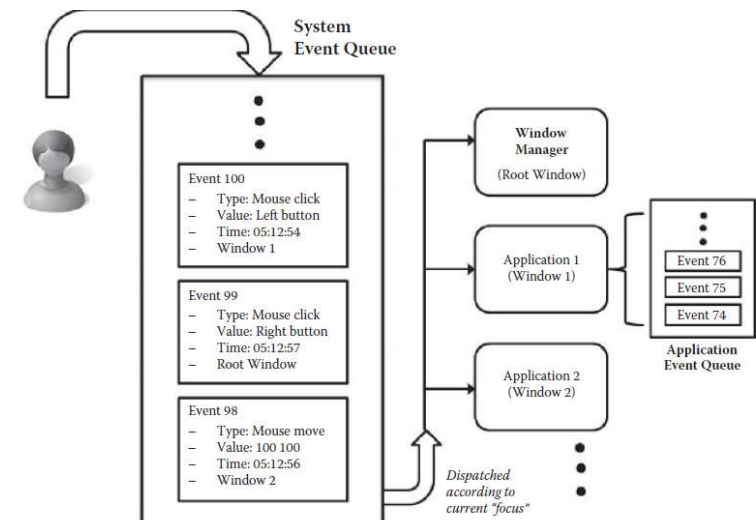 System
Event Queue
Event 100
– Type: Mouse click
– Value: Left button
– Time: 05:12:54
– Window 1
Event 99
– Type: Mouse click
– Value: Right button
– Time: 05:12:57
– Root Window
Event 98
– Type: Mouse move
– Value: 100 100
– Time: 05:12:56
– Window 2
Window
Manager
(Root Window)
Application 1
(Window 1)
Application 2
(Window 2)
Event 76
Event 75
Event 74
Application
Event Queue
Dispatched
according to
current "focus"